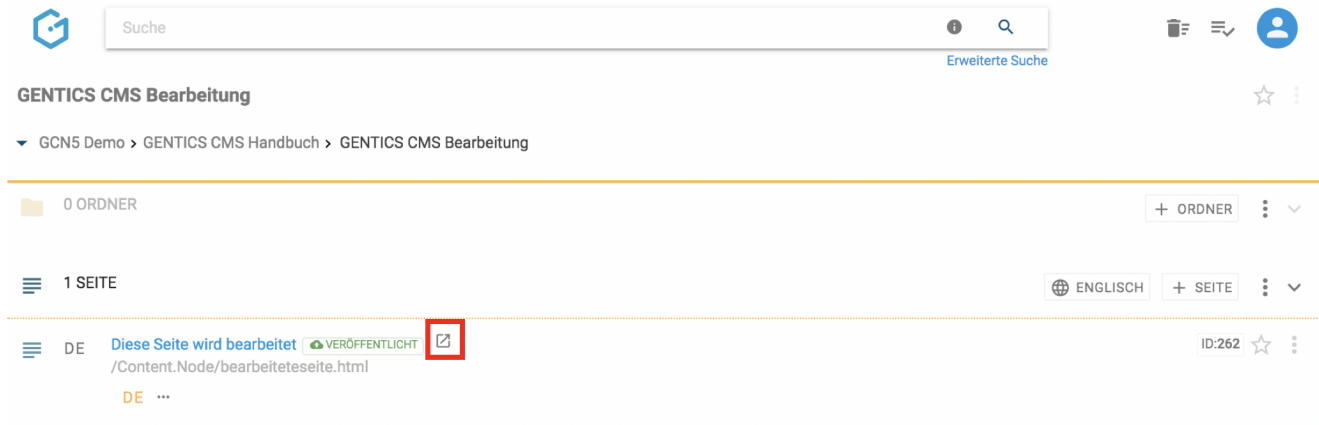 Suche
Erweiterte Suche
GENTICS CMS Bearbeitung
GCN5 Demo › GENTICS CMS Handbuch › GENTICS CMS Bearbeitung
0 ORDNER + ORDNER
1 SEITE ENGLISCH + SEITE
DE Diese Seite wird bearbeitet VERÖFFENTLICHT ID:262
/Content.Node/bearbeiteteseite.html
DE ···